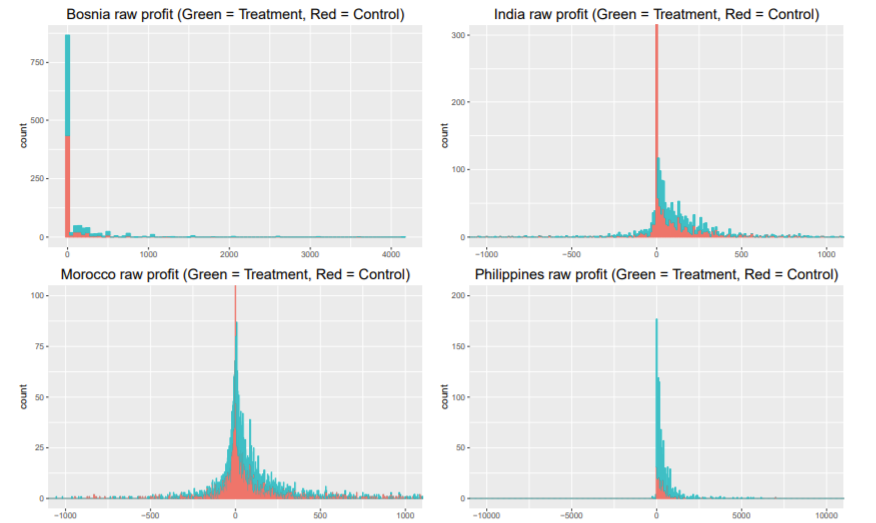 Bosnia raw profit (Green = Treatment, Red = Control)
count
750
500
250
0
0 1000 2000 3000 4000
India raw profit (Green = Treatment, Red = Control)
count
300
200
100
0
−1000 −500 0 500 1000
Morocco raw profit (Green = Treatment, Red = Control)
count
100
75
50
25
0
−1000 −500 0 500 1000
Philippines raw profit (Green = Treatment, Red = Control)
count
200
150
100
50
0
−10000 −5000 0 5000 10000